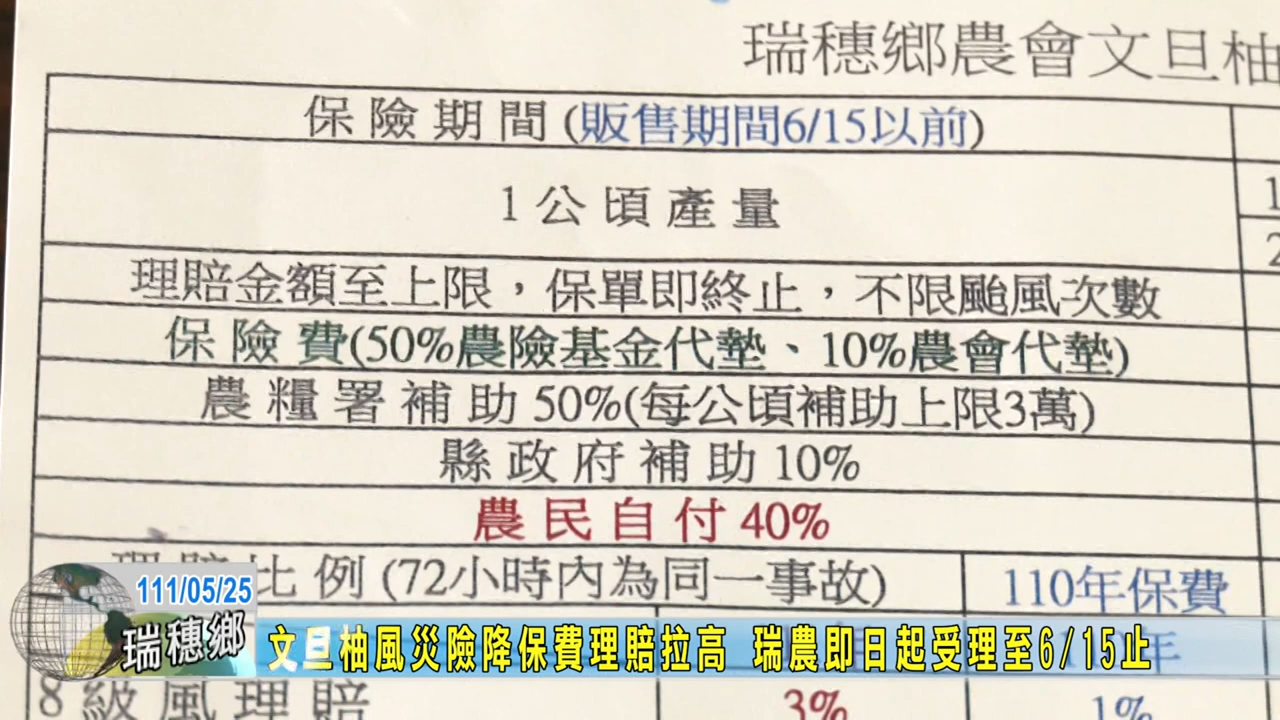 瑞穗鄉農會文旦柚
保險期間(販售期間6/15以前)
1公頃產量
1
2
理賠金額至上限，保單即終止，不限颱風次數
保險費(50%農險基金代墊、10%農會代墊)
農糧署補助50%(每公頃補助上限3萬)
縣政府補助10%
農民自付40%
理賠比例(72小時內為同一事故)
110年保費
111/05/25
瑞穗鄉
文旦柚風災險降保費理賠拉高 瑞農即日起受理至6/15止
8級風理賠
3%
1%